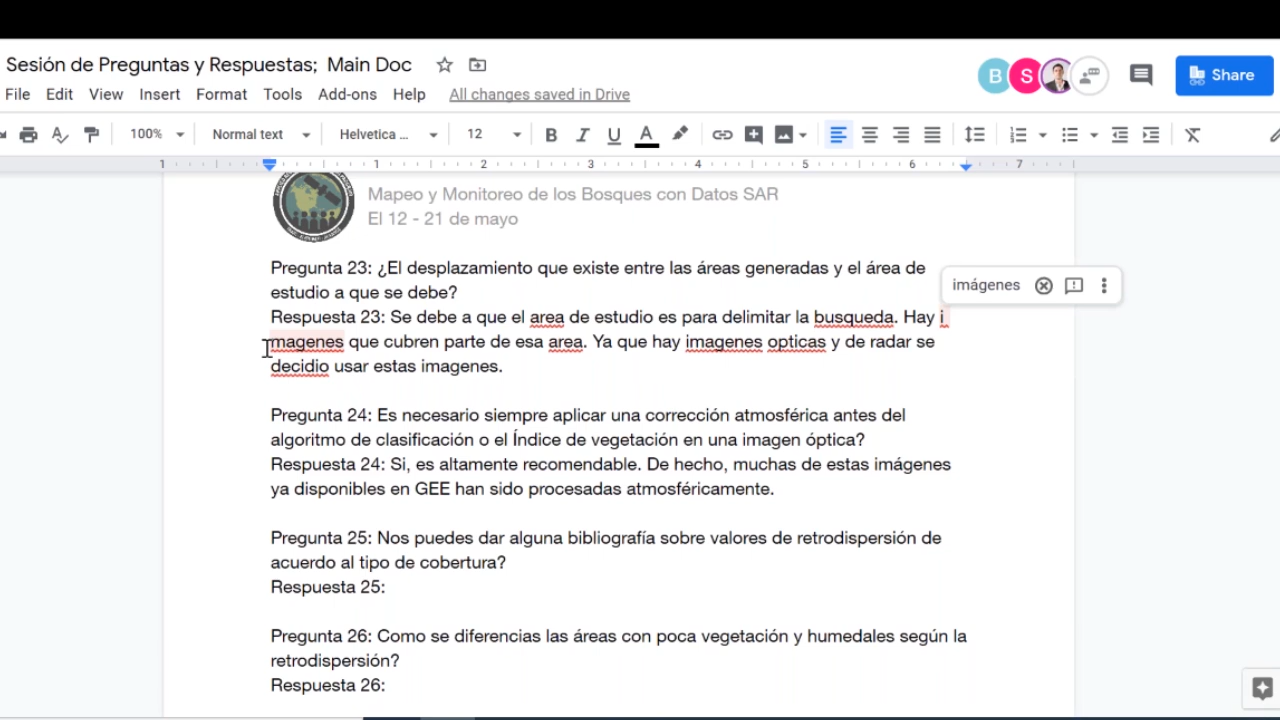 Sesión de Preguntas y Respuestas; Main Doc
B S
Share
File Edit View Insert Format Tools Add-ons Help All changes saved in Drive
100% Normal text Helvetica ... 12 B I U A
1 1 2 3 4 5 6 7
Mapeo y Monitoreo de los Bosques con Datos SAR
El 12 - 21 de mayo
Pregunta 23: ¿El desplazamiento que existe entre las áreas generadas y el área de
estudio a que se debe?
imágenes
Respuesta 23: Se debe a que el area de estudio es para delimitar la busqueda. Hay i
magenes que cubren parte de esa area. Ya que hay imagenes opticas y de radar se
decidio usar estas imagenes.
Pregunta 24: Es necesario siempre aplicar una corrección atmosférica antes del
algoritmo de clasificación o el Índice de vegetación en una imagen óptica?
Respuesta 24: Si, es altamente recomendable. De hecho, muchas de estas imágenes
ya disponibles en GEE han sido procesadas atmosféricamente.
Pregunta 25: Nos puedes dar alguna bibliografía sobre valores de retrodispersión de
acuerdo al tipo de cobertura?
Respuesta 25:
Pregunta 26: Como se diferencias las áreas con poca vegetación y humedales según la
retrodispersión?
Respuesta 26: